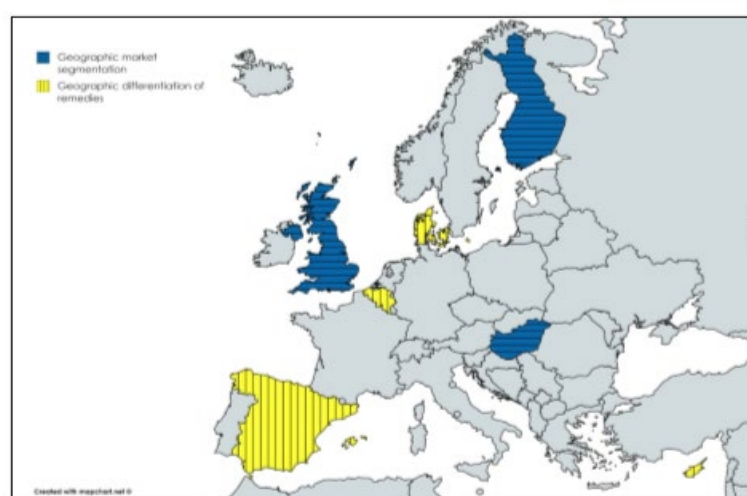 Geographic market
segmentation
Geographic differentiation of
remedies
Created with mapchart.net ©